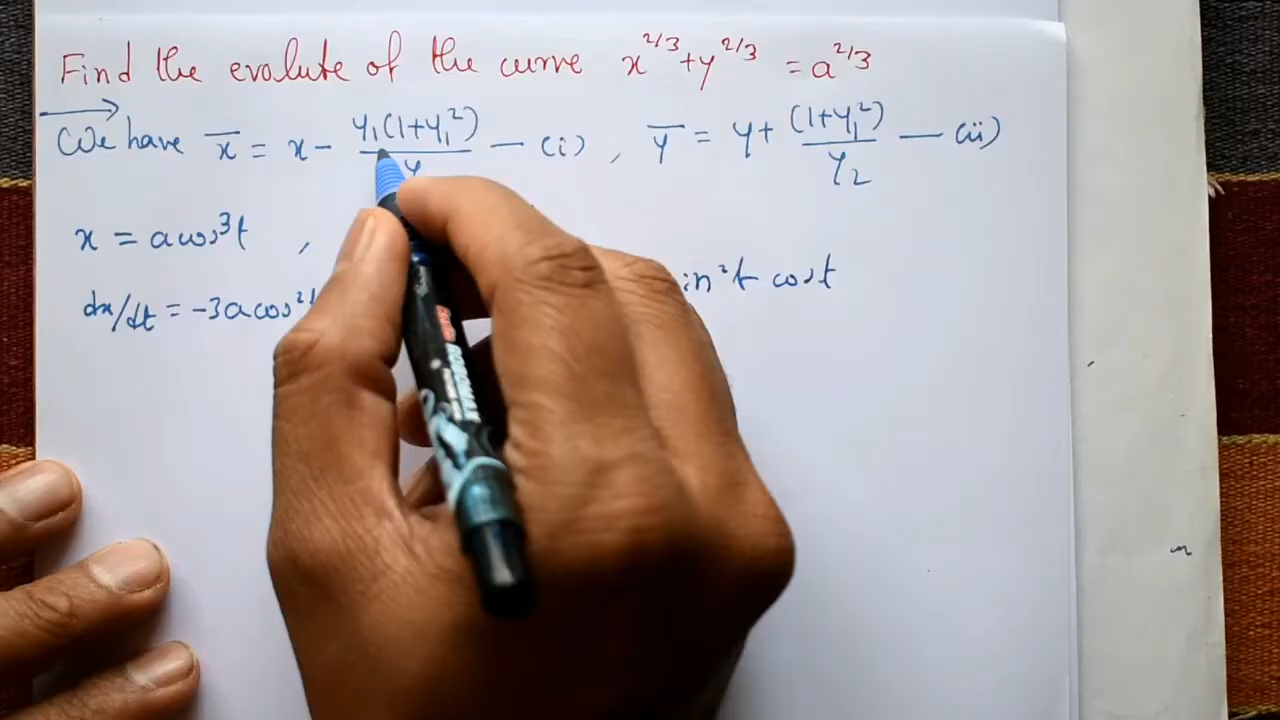 Find the evolute of the curve x^{2/3} + y^{2/3} = a^{2/3}
We have x̄ = x - y₁(1+y₁²)/y — (i) , ȳ = y + (1+y₁²)/y₂ — (ii)
x = a cos³t ,
dx/dt = -3a cos²t in²t cost